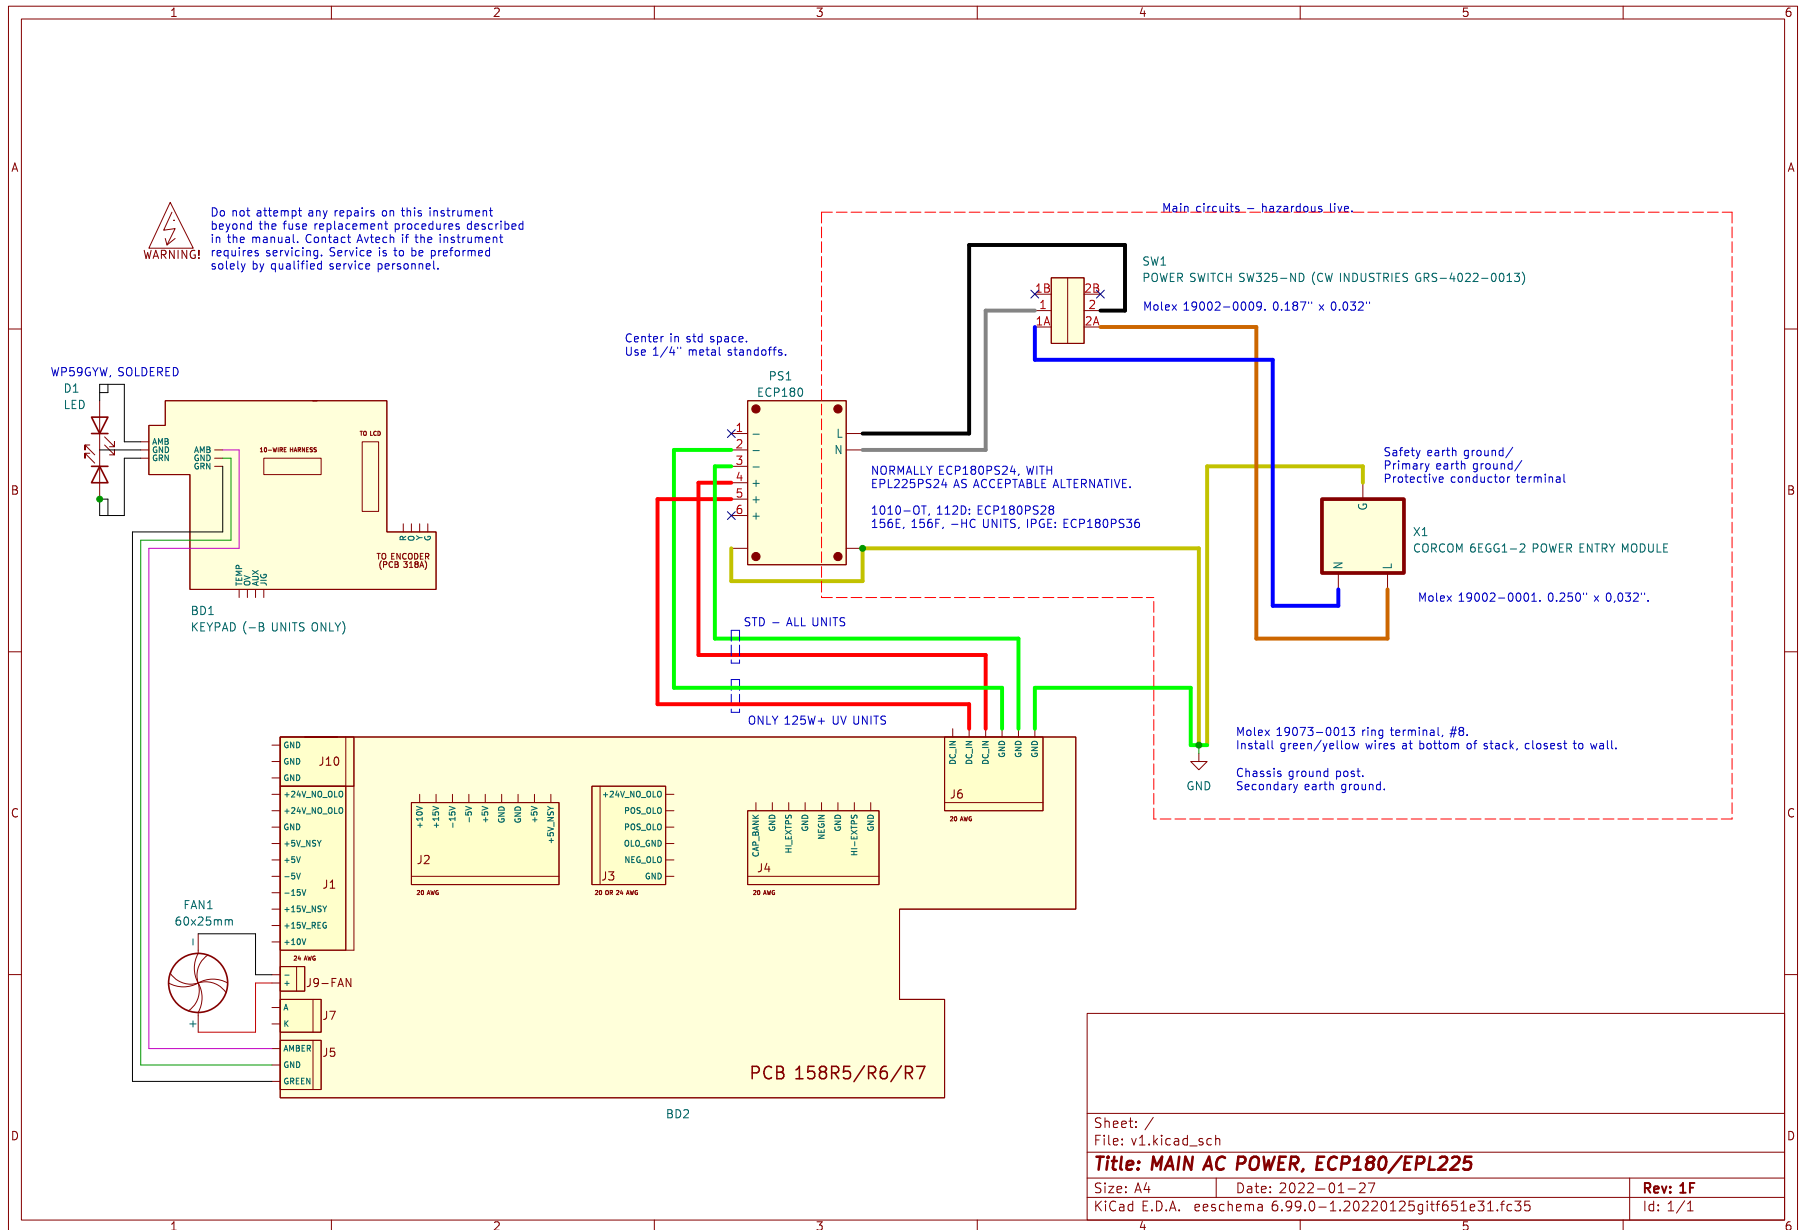 1 2 3 4 5 6
A A
B B
C C
D D
1 2 3 4 5 6
WARNING!
Do not attempt any repairs on this instrument
beyond the fuse replacement procedures described
in the manual. Contact Avtech if the instrument
requires servicing. Service is to be preformed
solely by qualified service personnel.
Main circuits – hazardous live.
SW1
POWER SWITCH SW325-ND (CW INDUSTRIES GRS-4022-0013)
Molex 19002-0009. 0.187" x 0.032"
1B 2B
1 2
1A 2A
Center in std space.
Use 1/4" metal standoffs.
PS1
ECP180
1 –
2 –
3 –
4 +
5 +
6 +
L
N
NORMALLY ECP180PS24, WITH
EPL225PS24 AS ACCEPTABLE ALTERNATIVE.
1010-OT, 112D: ECP180PS28
156E, 156F, -HC UNITS, IPGE: ECP180PS36
WP59GYW, SOLDERED
D1
LED
AMB
GND
GRN
AMB
GND
GRN
10-WIRE HARNESS
TO LCD
R O Y G
TO ENCODER
(PCB 318A)
TEMP
0V
AUX
JIG
BD1
KEYPAD (-B UNITS ONLY)
Safety earth ground/
Primary earth ground/
Protective conductor terminal
G
N L
X1
CORCOM 6EGG1-2 POWER ENTRY MODULE
Molex 19002-0001. 0.250" x 0,032".
STD – ALL UNITS
ONLY 125W+ UV UNITS
Molex 19073-0013 ring terminal, #8.
Install green/yellow wires at bottom of stack, closest to wall.
Chassis ground post.
Secondary earth ground.
GND
GND
GND
GND
J10
+24V_NO_OLO
+24V_NO_OLO
GND
+5V_NSY
+5V
-5V
-15V
+15V_NSY
+15V_REG
+10V
J1
24 AWG
+10V
+15V
-15V
-5V
+5V
GND
GND
+5V
+5V_NSY
J2
20 AWG
+24V_NO_OLO
POS_OLO
POS_OLO
OLO_GND
NEG_OLO
GND
J3
20 OR 24 AWG
CAP_BANK
GND
HI_EXTPS
GND
NEGIN
GND
HI-EXTPS
GND
J4
20 AWG
DC_IN
DC_IN
DC_IN
GND
GND
GND
J6
20 AWG
FAN1
60x25mm
–
+
–
+
J9-FAN
A
K
J7
AMBER
GND
GREEN
J5
PCB 158R5/R6/R7
BD2
Sheet: /
File: v1.kicad_sch
Title: MAIN AC POWER, ECP180/EPL225
Size: A4 Date: 2022-01-27 Rev: 1F
KiCad E.D.A. eeschema 6.99.0-1.20220125gitf651e31.fc35 Id: 1/1